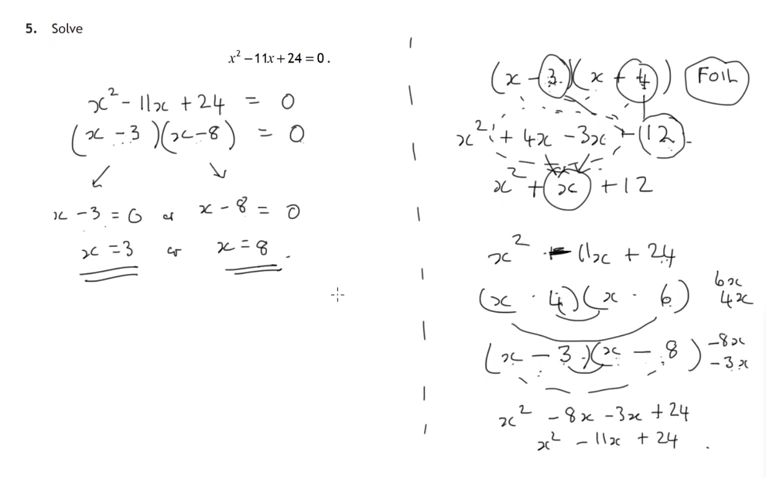 5. Solve
x² – 11x + 24 = 0.
x² - 11x + 24 = 0
(x - 3)(x - 8) = 0
x - 3 = 0 or x - 8 = 0
x = 3 or x = 8.
(x - 3)(x + 4) FOIL
x² + 4x - 3x - 12.
x² + x + 12
x² - 11x + 24
(x · 4)(x · 6) 6x
4x
(x - 3)(x - 8) -8x
-3x
x² - 8x - 3x + 24
x² - 11x + 24.